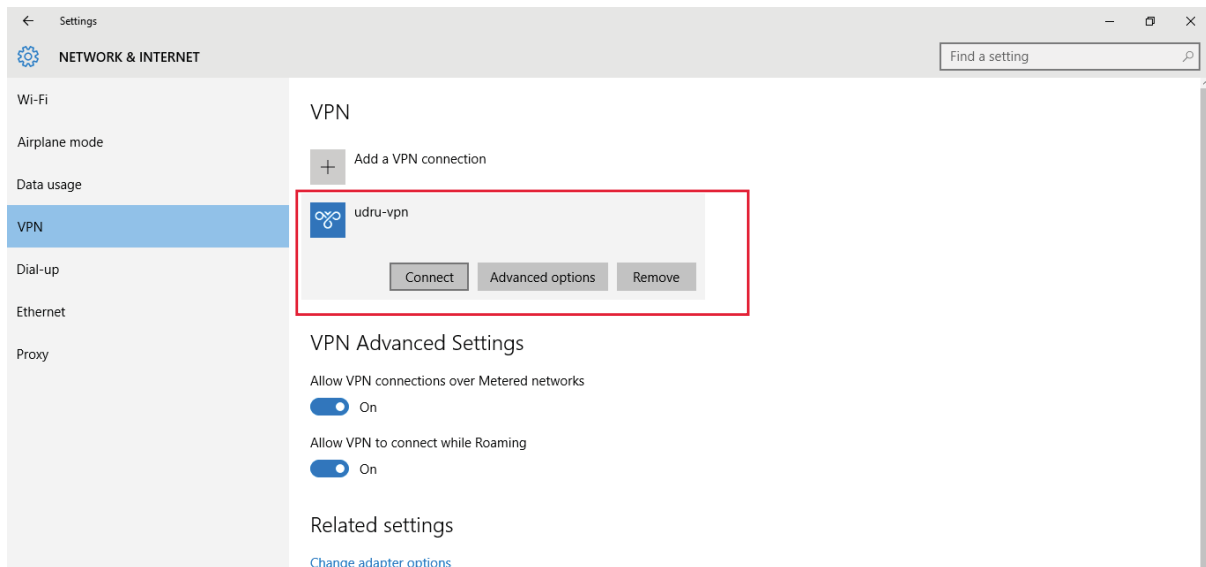 Settings
NETWORK & INTERNET
Find a setting
Wi-Fi
Airplane mode
Data usage
VPN
Dial-up
Ethernet
Proxy
VPN
Add a VPN connection
udru-vpn
Connect Advanced options Remove
VPN Advanced Settings
Allow VPN connections over Metered networks
On
Allow VPN to connect while Roaming
On
Related settings
Change adapter options